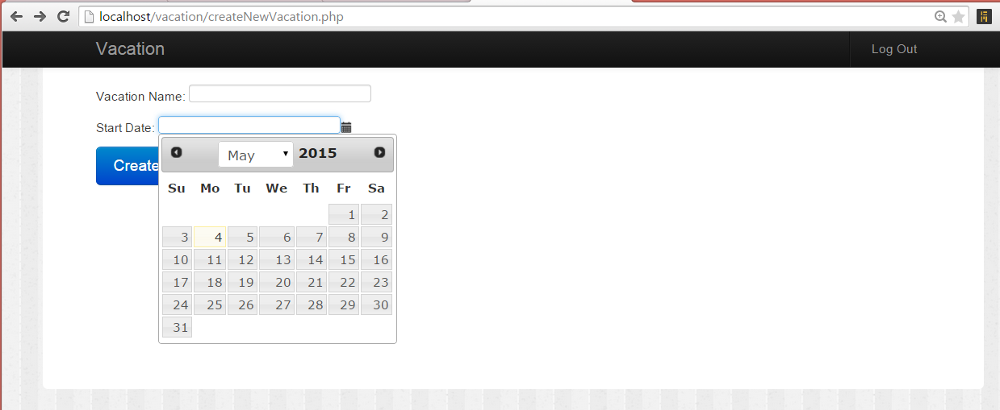 localhost/vacation/createNewVacation.php
Vacation Log Out
Vacation Name:
Start Date:
May 2015
Create
Su Mo Tu We Th Fr Sa
1 2
3 4 5 6 7 8 9
10 11 12 13 14 15 16
17 18 19 20 21 22 23
24 25 26 27 28 29 30
31